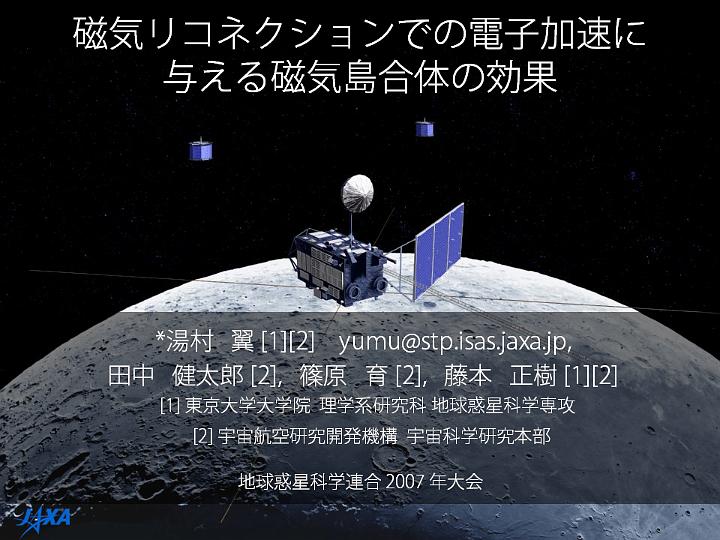 磁気リコネクションでの電子加速に
与える磁気島合体の効果
*湯村 翼 [1][2] yumu@stp.isas.jaxa.jp,
田中 健太郎 [2], 篠原 育 [2], 藤本 正樹 [1][2]
[1] 東京大学大学院 理学系研究科 地球惑星科学専攻
[2] 宇宙航空研究開発機構 宇宙科学研究本部
地球惑星科学連合 2007 年大会
JAXA